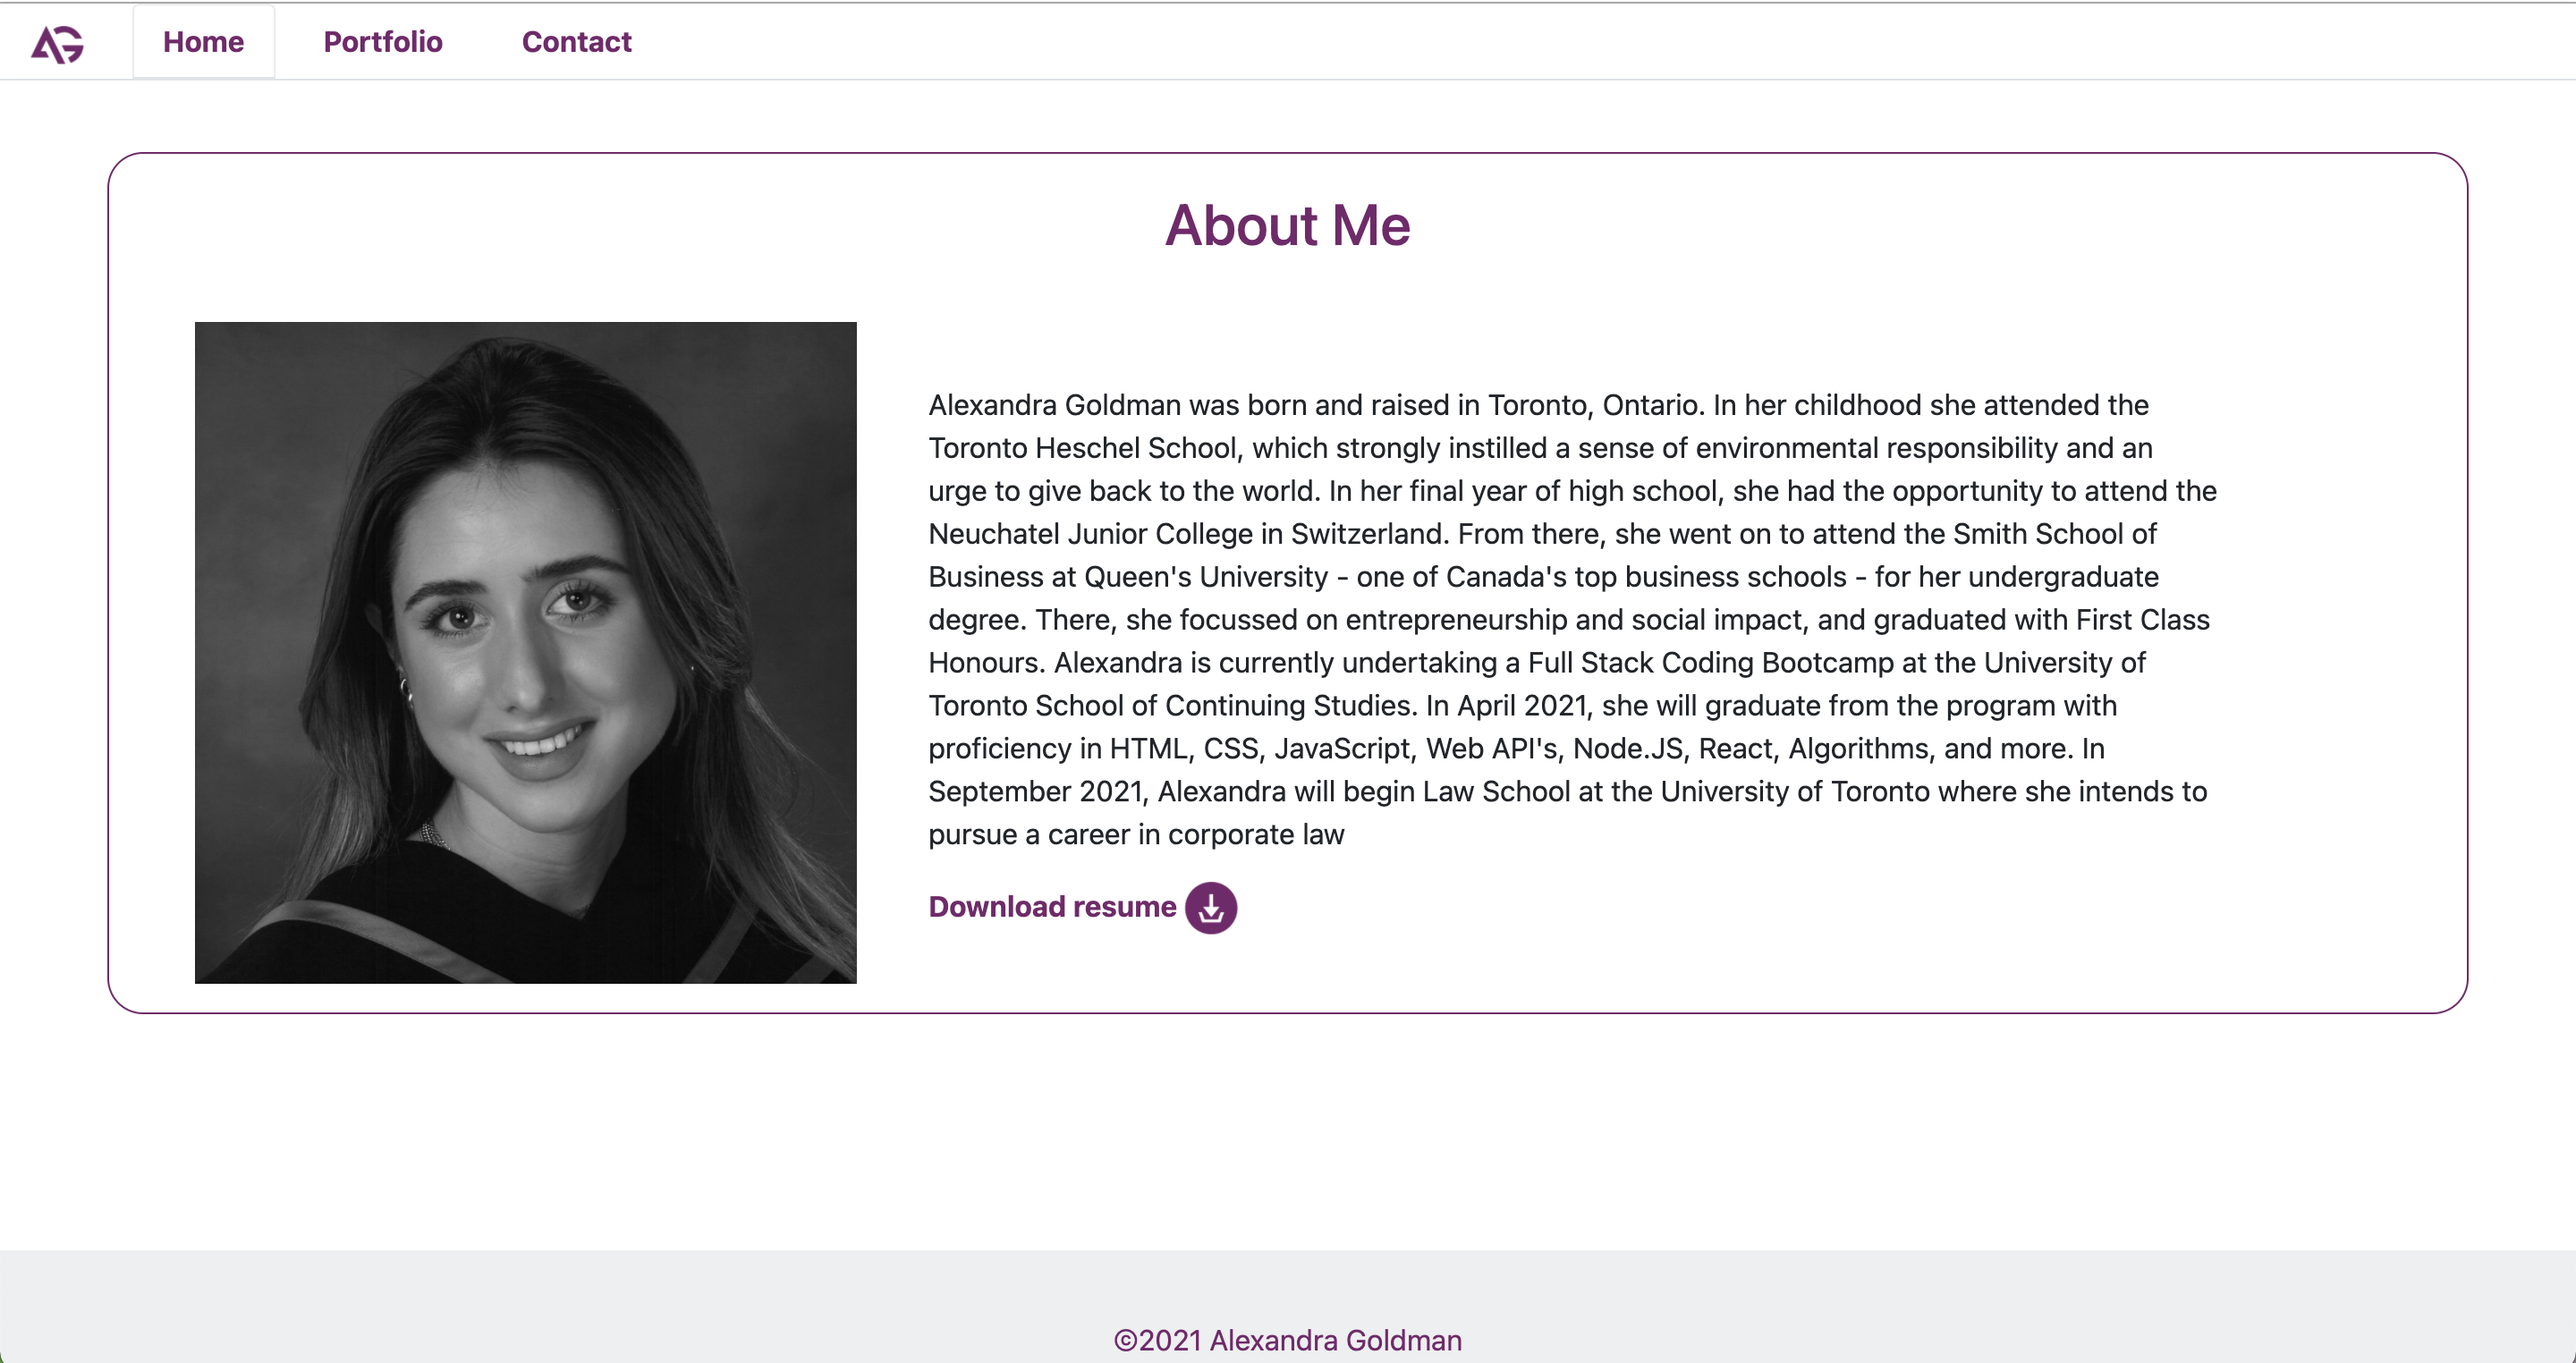 AG
Home
Portfolio
Contact
About Me
Alexandra Goldman was born and raised in Toronto, Ontario. In her childhood she attended the
Toronto Heschel School, which strongly instilled a sense of environmental responsibility and an
urge to give back to the world. In her final year of high school, she had the opportunity to attend the
Neuchatel Junior College in Switzerland. From there, she went on to attend the Smith School of
Business at Queen's University - one of Canada's top business schools - for her undergraduate
degree. There, she focussed on entrepreneurship and social impact, and graduated with First Class
Honours. Alexandra is currently undertaking a Full Stack Coding Bootcamp at the University of
Toronto School of Continuing Studies. In April 2021, she will graduate from the program with
proficiency in HTML, CSS, JavaScript, Web API's, Node.JS, React, Algorithms, and more. In
September 2021, Alexandra will begin Law School at the University of Toronto where she intends to
pursue a career in corporate law
Download resume
©2021 Alexandra Goldman